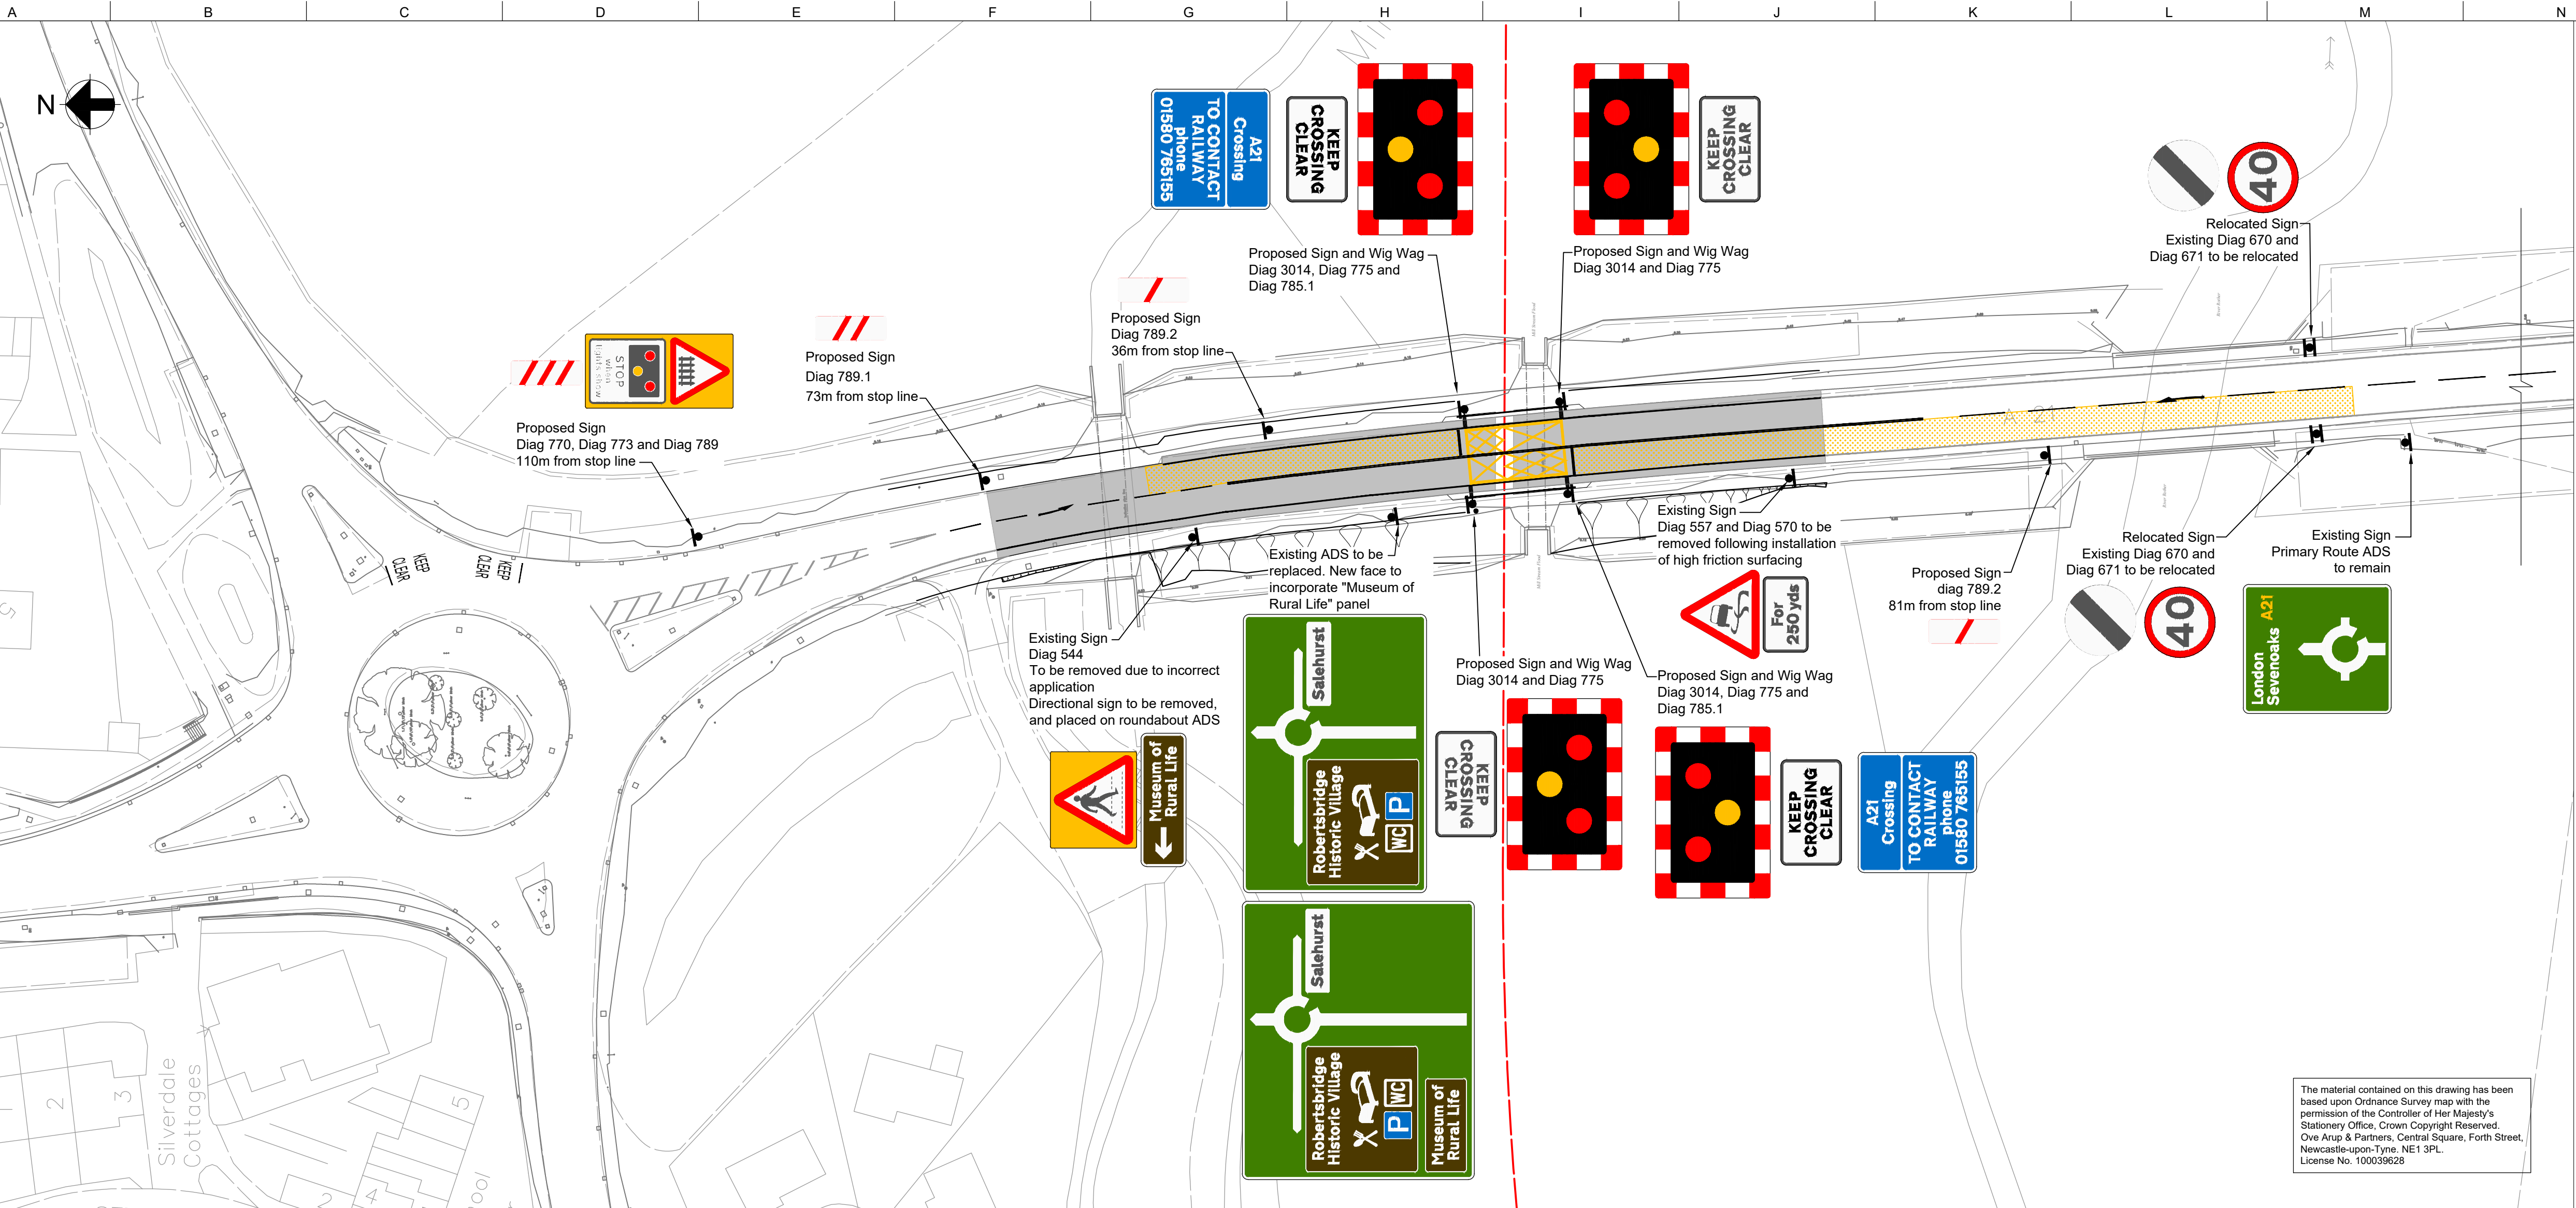 A B C D E F G H I J K L M N
N
A21
Crossing
TO CONTACT
RAILWAY
phone
01580 765155
KEEP
CROSSING
CLEAR
KEEP
CROSSING
CLEAR
40
Relocated Sign
Existing Diag 670 and
Diag 671 to be relocated
Proposed Sign and Wig Wag
Diag 3014, Diag 775 and
Diag 785.1
Proposed Sign and Wig Wag
Diag 3014 and Diag 775
Proposed Sign
Diag 789.2
36m from stop line
Proposed Sign
Diag 789.1
73m from stop line
STOP
when
lights show
Proposed Sign
Diag 770, Diag 773 and Diag 789
110m from stop line
KEEP
CLEAR
KEEP
CLEAR
A 21
Existing Sign
Diag 557 and Diag 570 to be
removed following installation
of high friction surfacing
For
250 yds
Existing ADS to be
replaced. New face to
incorporate "Museum of
Rural Life" panel
Existing Sign
Diag 544
To be removed due to incorrect
application
Directional sign to be removed,
and placed on roundabout ADS
Museum of
Rural Life
Salehurst
Robertsbridge
Historic Village
WC P
KEEP
CROSSING
CLEAR
Proposed Sign and Wig Wag
Diag 3014 and Diag 775
Proposed Sign and Wig Wag
Diag 3014, Diag 775 and
Diag 785.1
KEEP
CROSSING
CLEAR
A21
Crossing
TO CONTACT
RAILWAY
phone
01580 765155
Proposed Sign
diag 789.2
81m from stop line
Relocated Sign
Existing Diag 670 and
Diag 671 to be relocated
40
Existing Sign
Primary Route ADS
to remain
London
Sevenoaks A21
Salehurst
Robertsbridge
Historic Village
P WC
Museum of
Rural Life
Silverdale
Cottages
2
3
5
4
2
5
The material contained on this drawing has been
based upon Ordnance Survey map with the
permission of the Controller of Her Majesty's
Stationery Office, Crown Copyright Reserved.
Ove Arup & Partners, Central Square, Forth Street,
Newcastle-upon-Tyne. NE1 3PL.
License No. 100039628